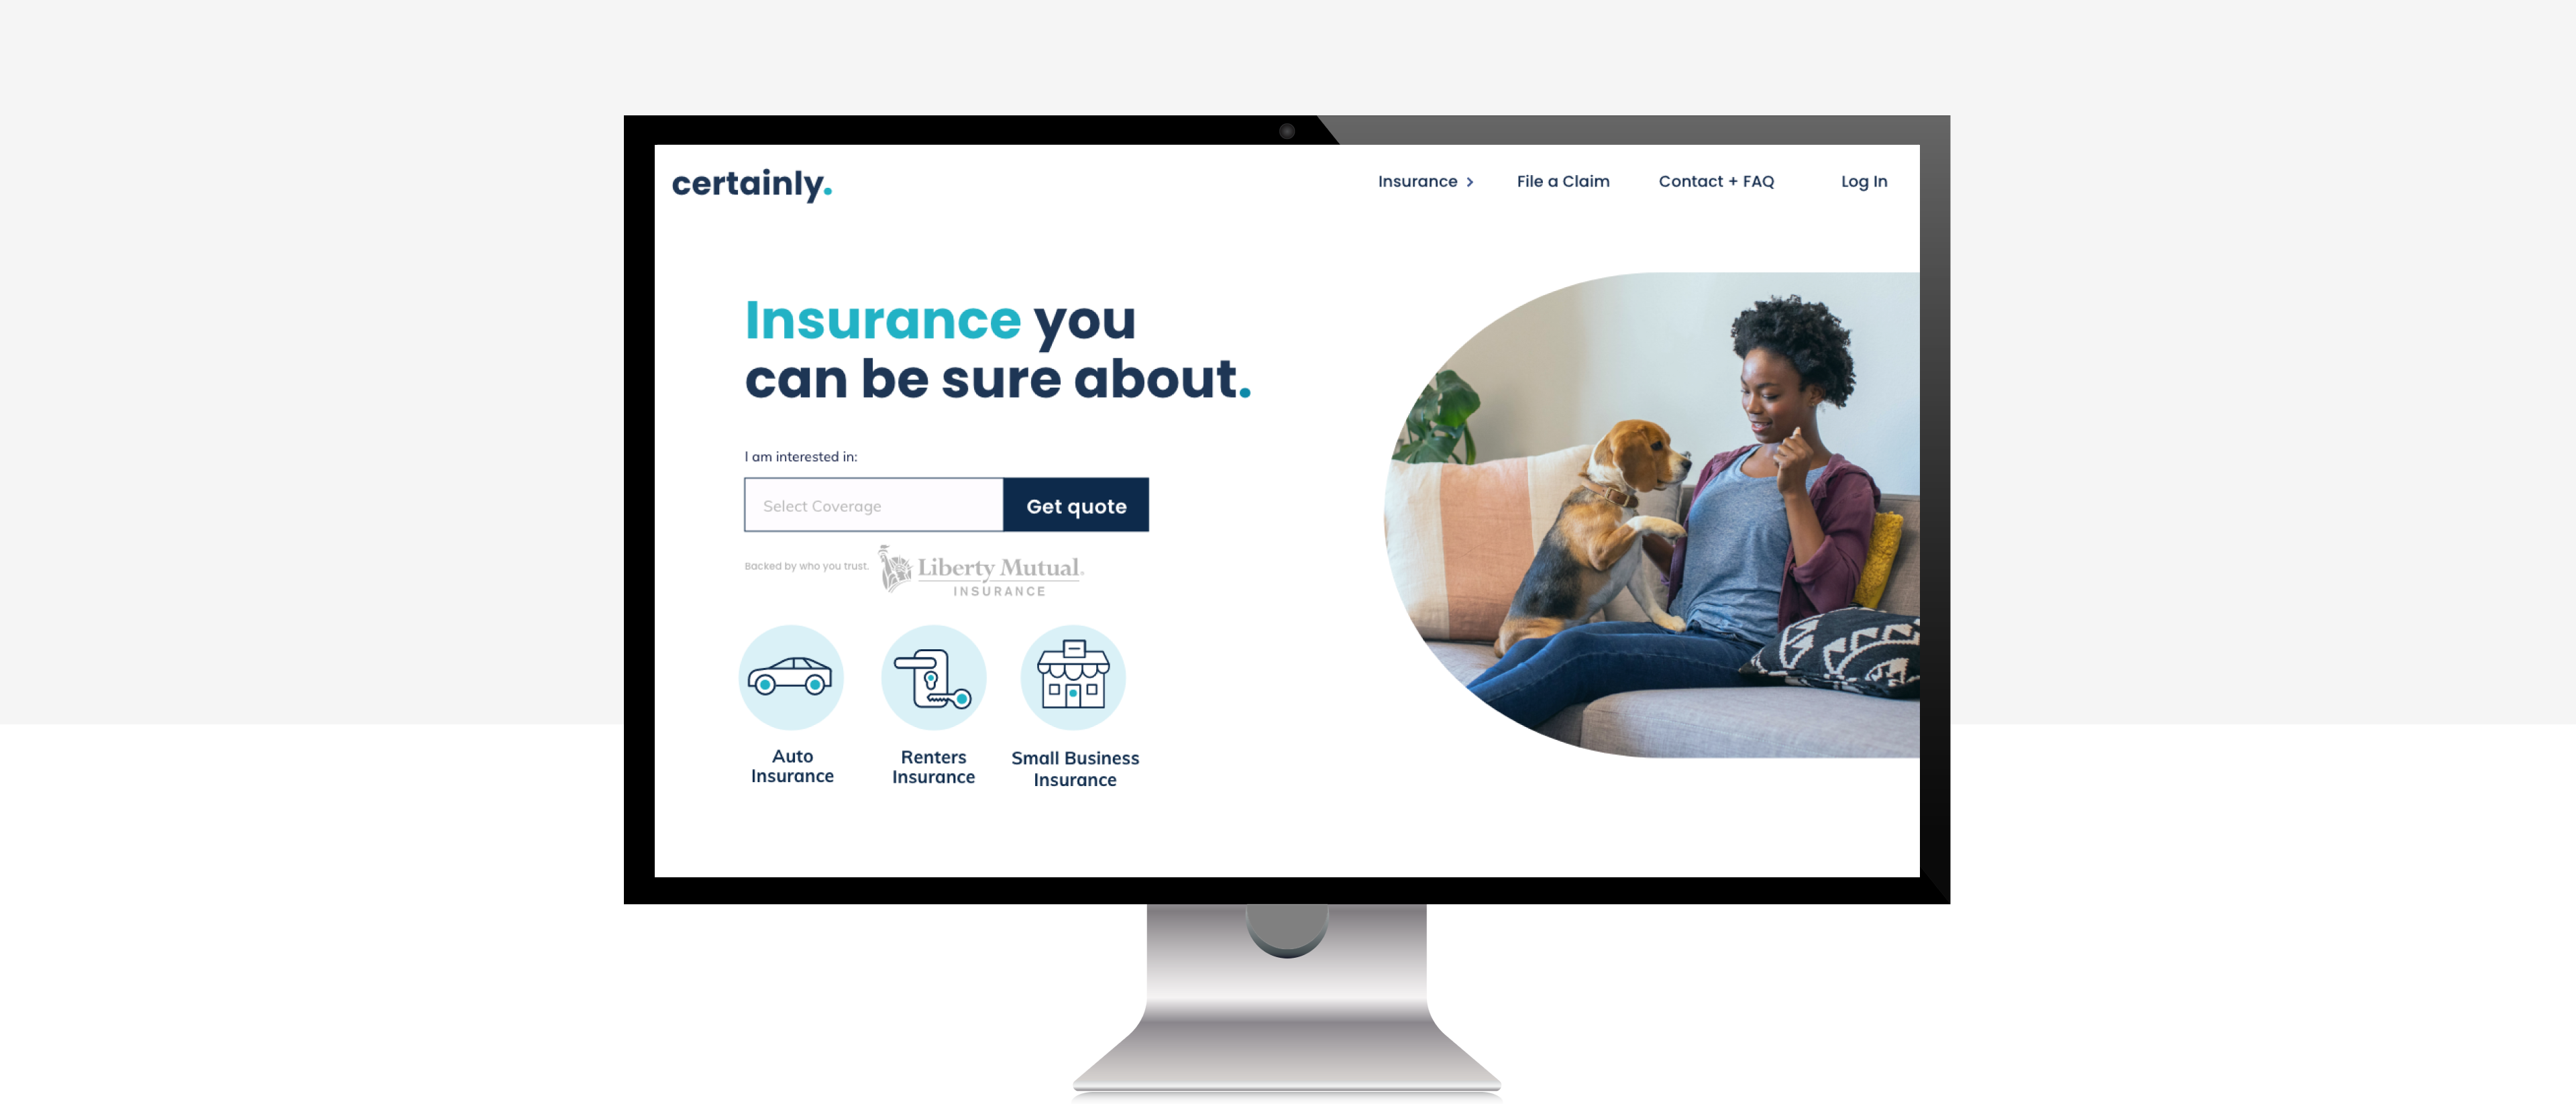 certainly.
Insurance >
File a Claim
Contact + FAQ
Log In
Insurance you
can be sure about.
I am interested in:
Select Coverage
Get quote
Backed by who you trust.
Liberty Mutual®
INSURANCE
Auto
Insurance
Renters
Insurance
Small Business
Insurance